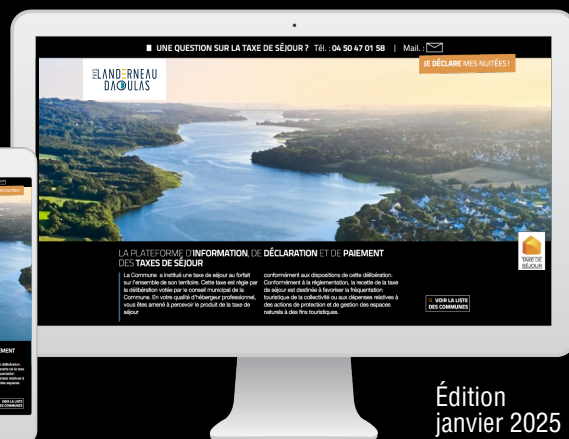 UNE QUESTION SUR LA TAXE DE SÉJOUR ? Tél. : 04 50 47 01 58 | Mail. :
JE DÉCLARE MES NUITÉES !
PAYS
LANDERNEAU
DAOULAS
LA PLATEFORME D'INFORMATION, DE DÉCLARATION ET DE PAIEMENT
DES TAXES DE SÉJOUR
La Commune a institué une taxe de séjour au forfait
sur l'ensemble de son territoire. Cette taxe est régie par
la délibération votée par le conseil municipal de la
Commune. En votre qualité d'hébergeur professionnel,
vous êtes amené à percevoir le produit de la taxe de
séjour
conformément aux dispositions de cette délibération.
Conformément à la réglementation, la recette de la taxe
de séjour est destinée à favoriser la fréquentation
touristique de la collectivité ou aux dépenses relatives à
des actions de protection et de gestion des espaces
naturels à des fins touristiques.
TAXE DE
SÉJOUR
VOIR LA LISTE
DES COMMUNES
Édition
janvier 2025